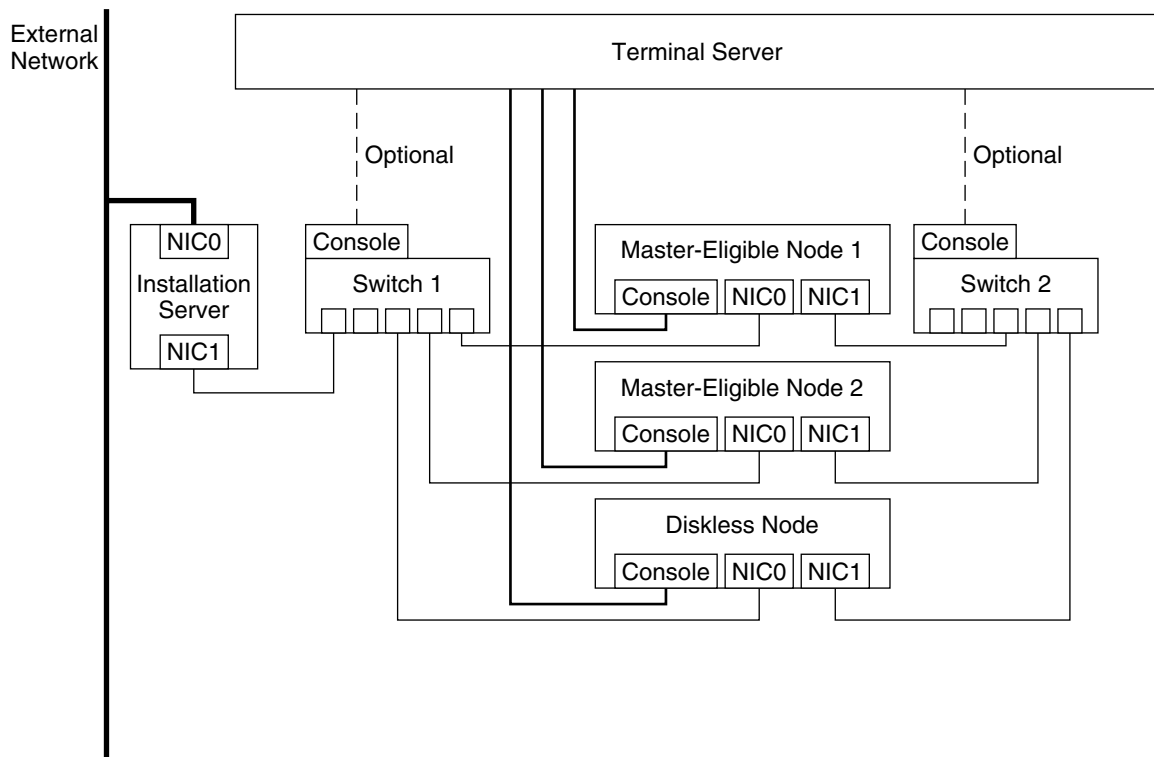 External
Network
Terminal Server
Optional
Optional
NIC0
Installation
Server
NIC1
Console
Switch 1
Master-Eligible Node 1
Console
NIC0
NIC1
Console
Switch 2
Master-Eligible Node 2
Console
NIC0
NIC1
Diskless Node
Console
NIC0
NIC1